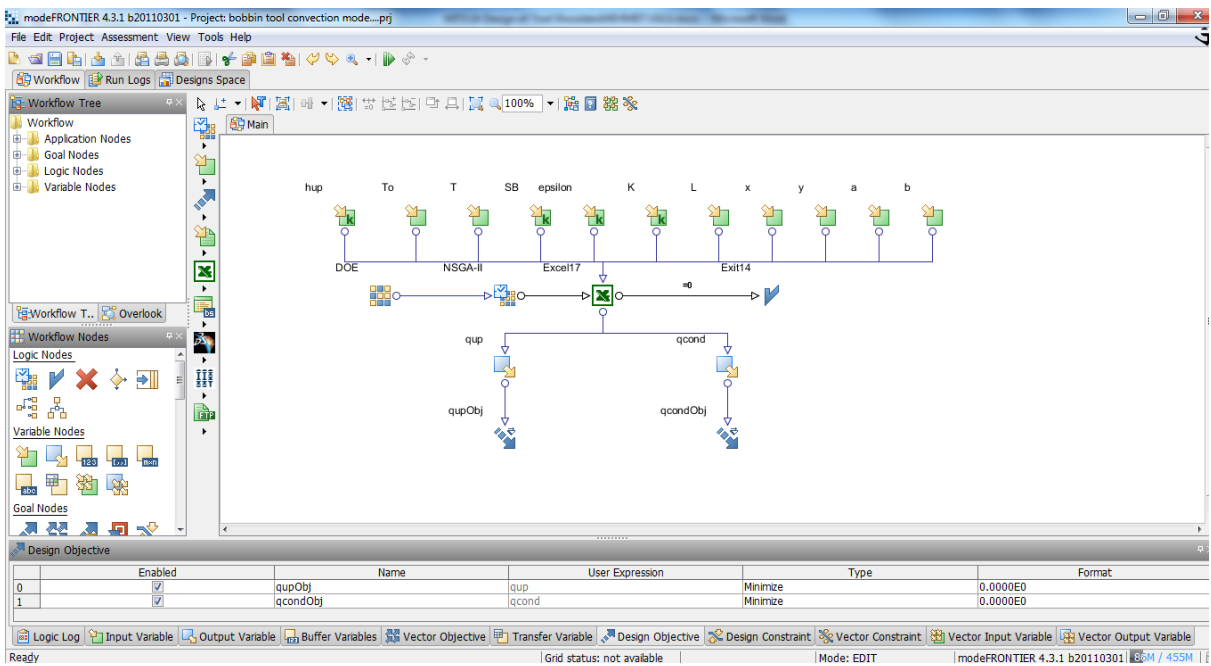 modeFRONTIER 4.3.1 b20110301 - Project: bobbin tool convection mode....prj
File Edit Project Assessment View Tools Help
Workflow Run Logs Designs Space
Workflow Tree
100%
Workflow
Main
Application Nodes
Goal Nodes
Logic Nodes
Variable Nodes
hup To T SB epsilon K L x y a b
k k k k
DOE NSGA-II Excel17 Exit14
=0
Workflow T.. Overlook
Workflow Nodes
Logic Nodes
qup qcond
FTP
qupObj qcondObj
Variable Nodes
123
abc
Goal Nodes
Design Objective
Enabled Name User Expression Type Format
0 qupObj qup Minimize 0.0000E0
1 qcondObj qcond Minimize 0.0000E0
Logic Log Input Variable Output Variable Buffer Variables Vector Objective Transfer Variable Design Objective Design Constraint Vector Constraint Vector Input Variable Vector Output Variable
Ready Grid status: not available Mode: EDIT modeFRONTIER 4.3.1 b20110301 86M / 455M